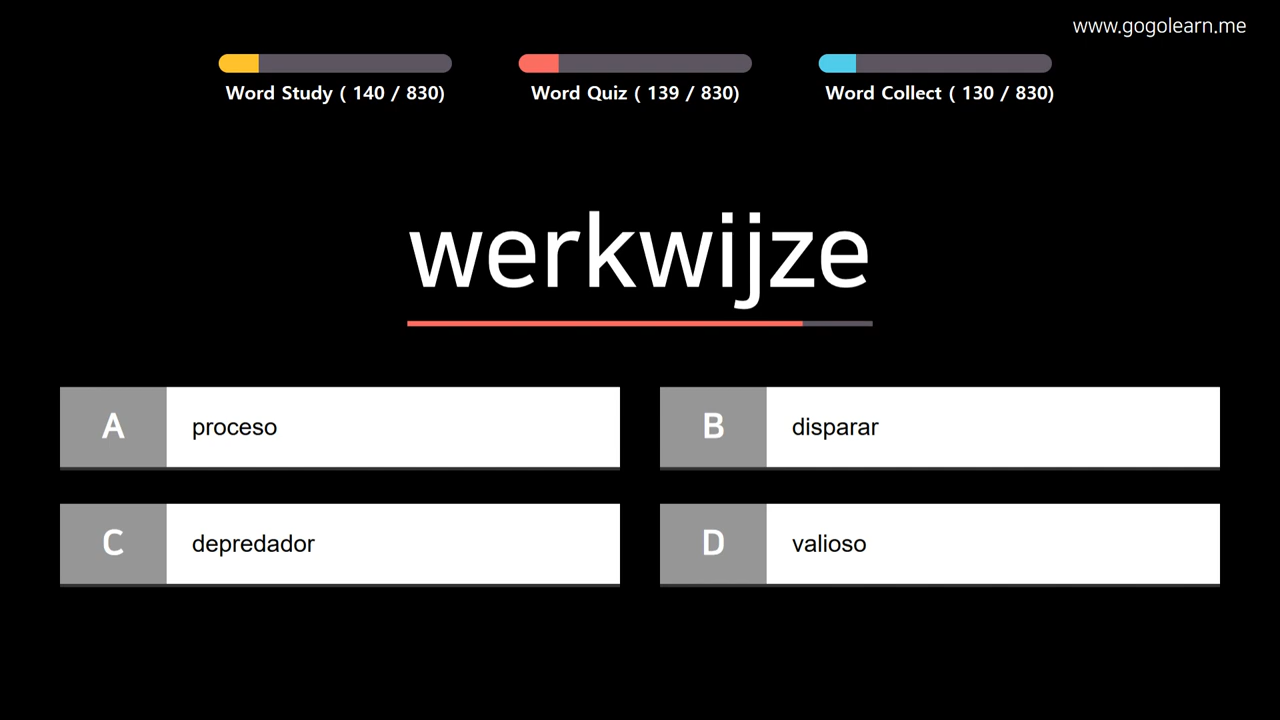 www.gogolearn.me
Word Study ( 140 / 830)
Word Quiz ( 139 / 830)
Word Collect ( 130 / 830)
werkwijze
A proceso
B disparar
C depredador
D valioso